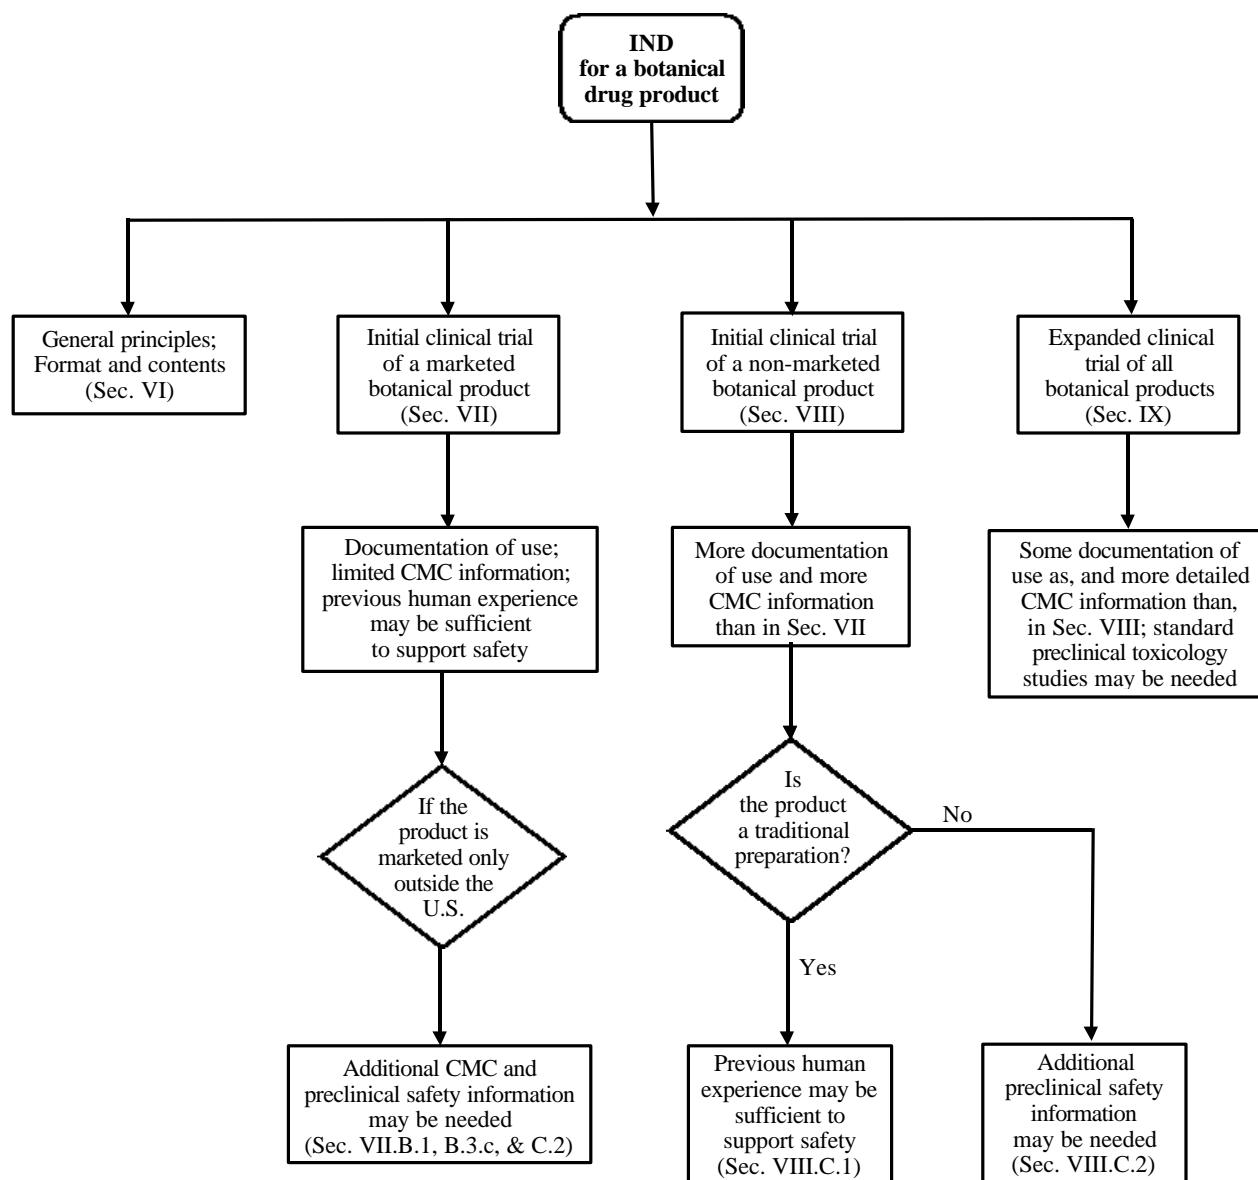 IND
for a botanical
drug product
General principles;
Format and contents
(Sec. VI)
Initial clinical trial
of a marketed
botanical product
(Sec. VII)
Initial clinical trial
of a non-marketed
botanical product
(Sec. VIII)
Expanded clinical
trial of all
botanical products
(Sec. IX)
Documentation of use;
limited CMC information;
previous human experience
may be sufficient
to support safety
More documentation
of use and more
CMC information
than in Sec. VII
Some documentation of
use as, and more detailed
CMC information than,
in Sec. VIII; standard
preclinical toxicology
studies may be needed
If the
product is
marketed only
outside the
U.S.
Is
the product
a traditional
preparation?
No
Yes
Additional CMC and
preclinical safety information
may be needed
(Sec. VII.B.1, B.3.c, & C.2)
Previous human
experience may be
sufficient to
support safety
(Sec. VIII.C.1)
Additional
preclinical safety
information
may be needed
(Sec. VIII.C.2)